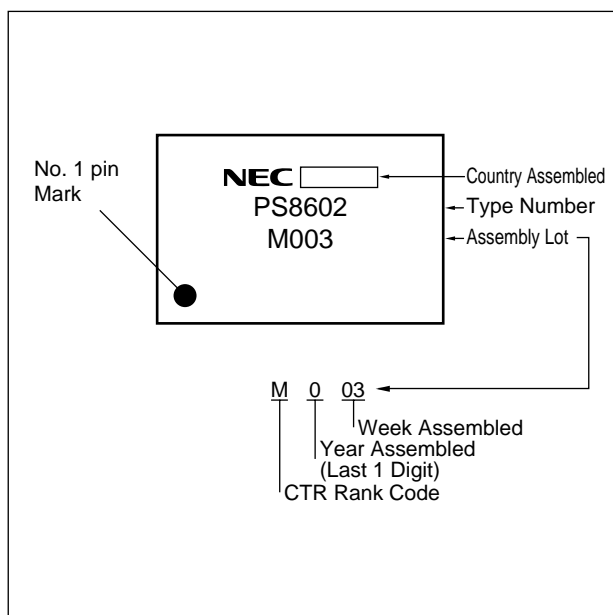 No. 1 pin
Mark
NEC
Country Assembled
PS8602
Type Number
M003
Assembly Lot
M 0 03
Week Assembled
Year Assembled
(Last 1 Digit)
CTR Rank Code